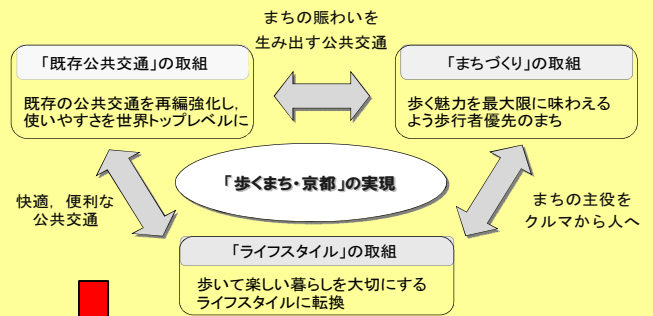 まちの賑わいを
生み出す公共交通
「既存公共交通」の取組
既存の公共交通を再編強化し，
使いやすさを世界トップレベルに
「まちづくり」の取組
歩く魅力を最大限に味わえる
よう歩行者優先のまち
「歩くまち・京都」の実現
快適，便利な
公共交通
まちの主役を
クルマから人へ
「ライフスタイル」の取組
歩いて楽しい暮らしを大切にする
ライフスタイルに転換